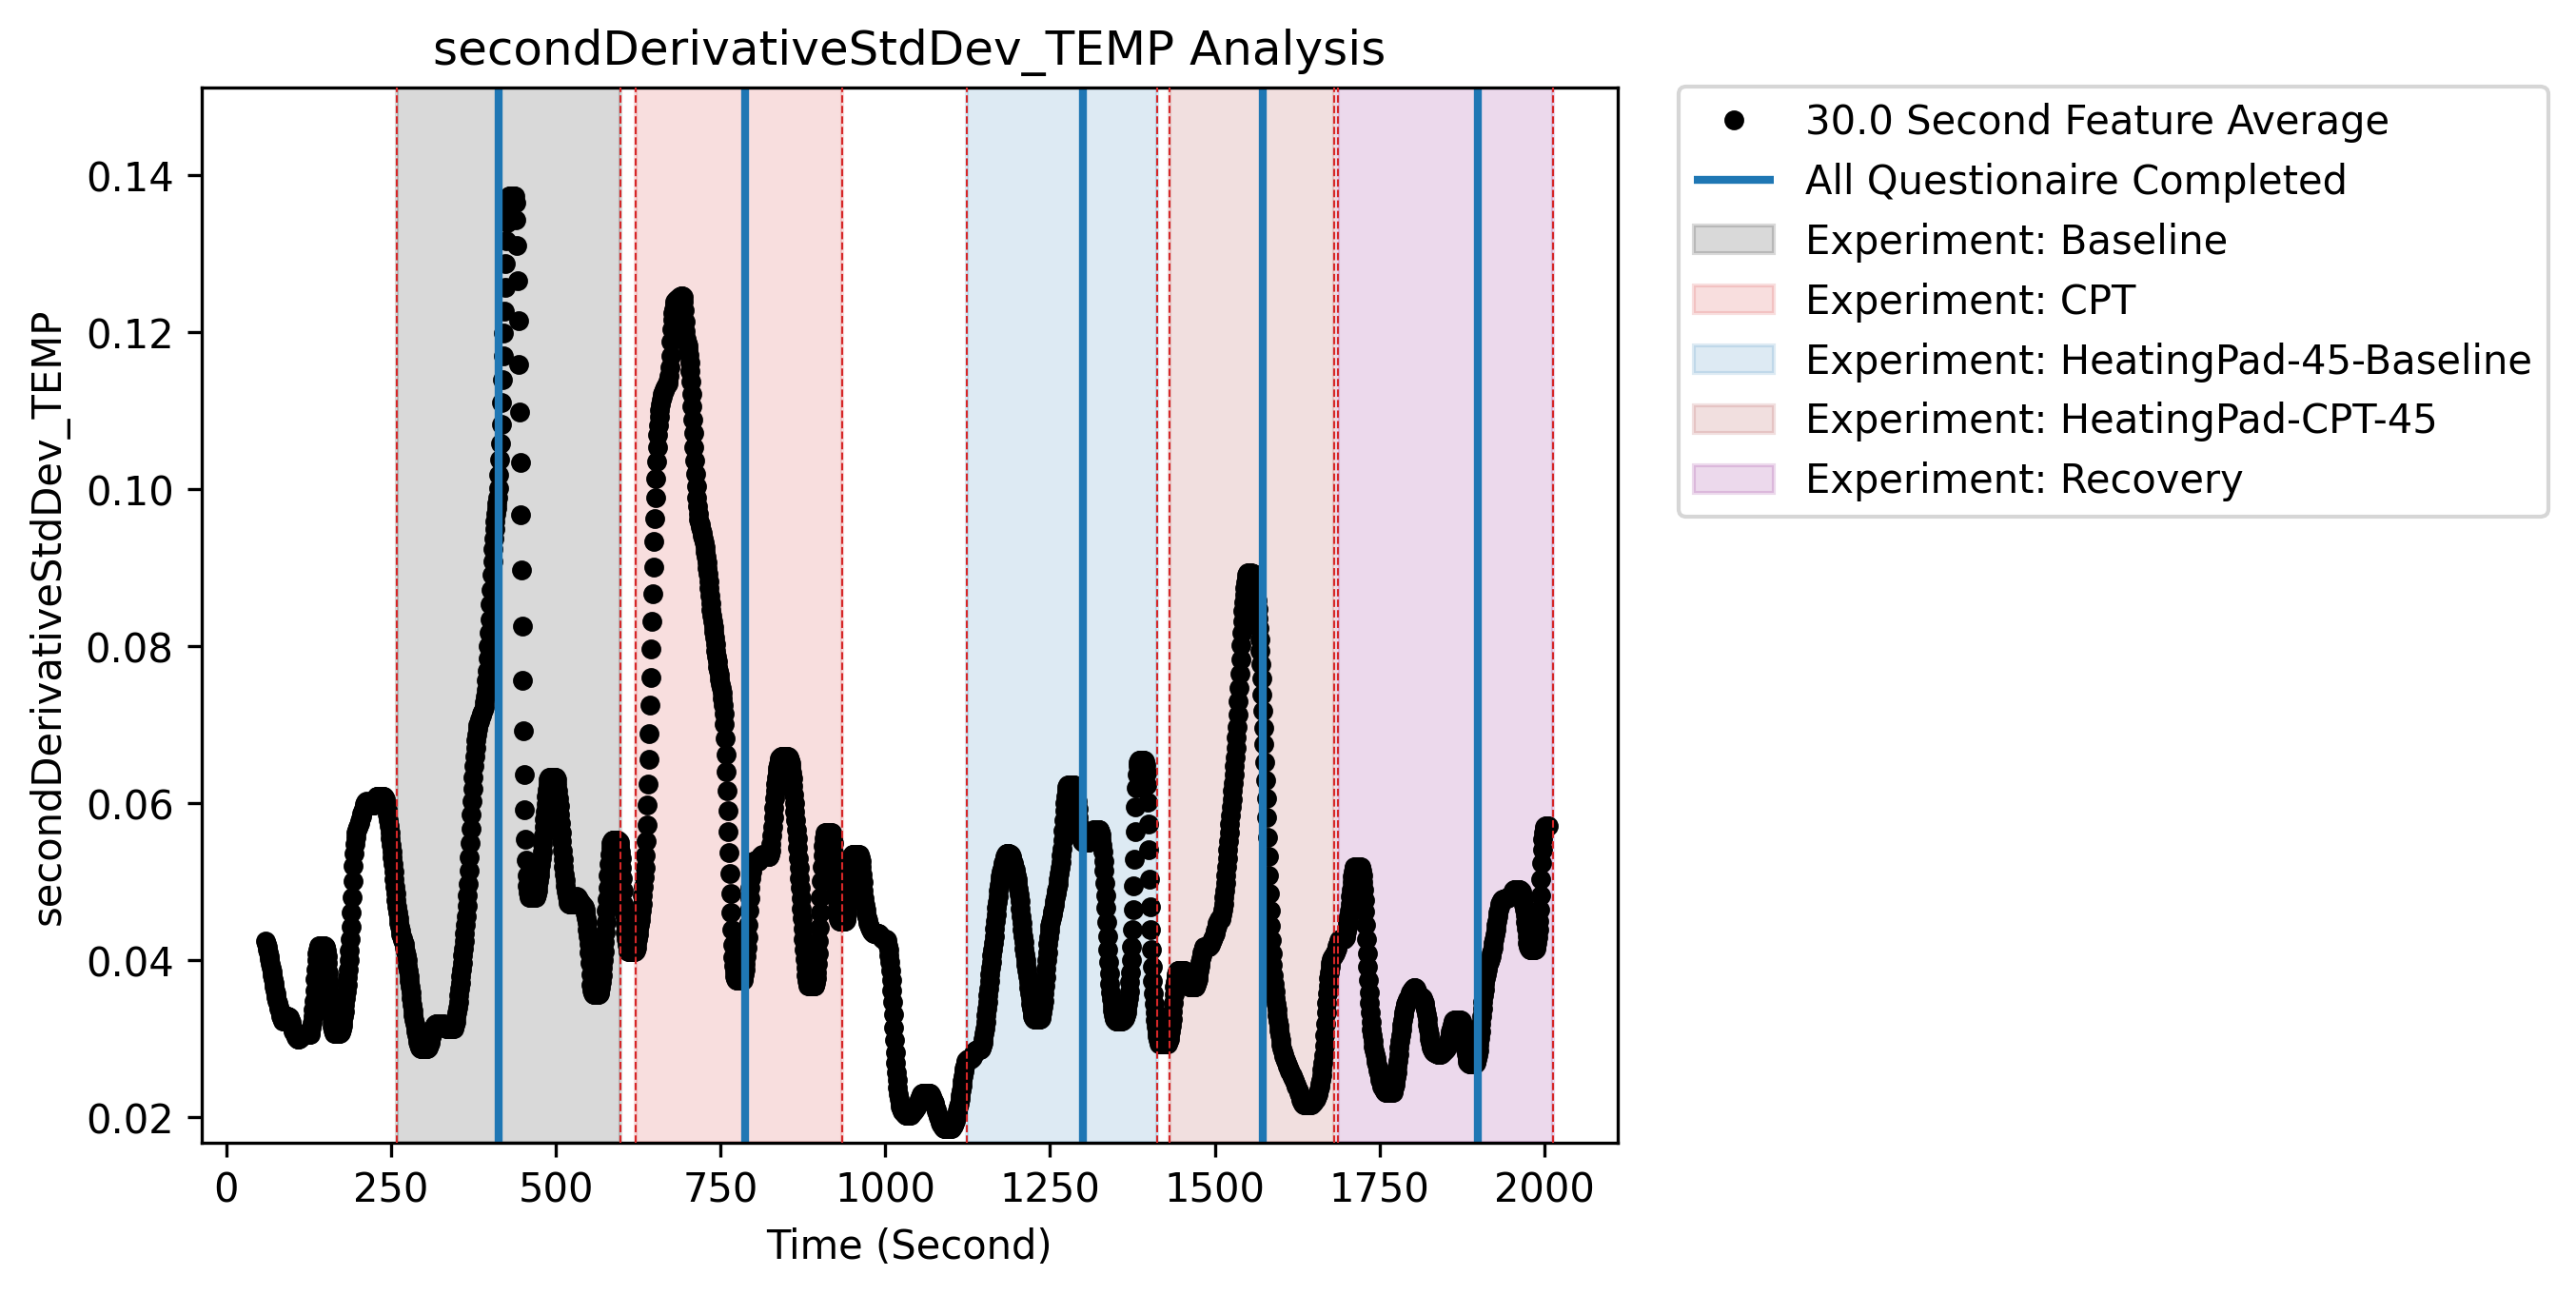 secondDerivativeStdDev_TEMP Analysis
secondDerivativeStdDev_TEMP
0.14
0.12
0.10
0.08
0.06
0.04
0.02
0 250 500 750 1000 1250 1500 1750 2000
Time (Second)
30.0 Second Feature Average
All Questionaire Completed
Experiment: Baseline
Experiment: CPT
Experiment: HeatingPad-45-Baseline
Experiment: HeatingPad-CPT-45
Experiment: Recovery